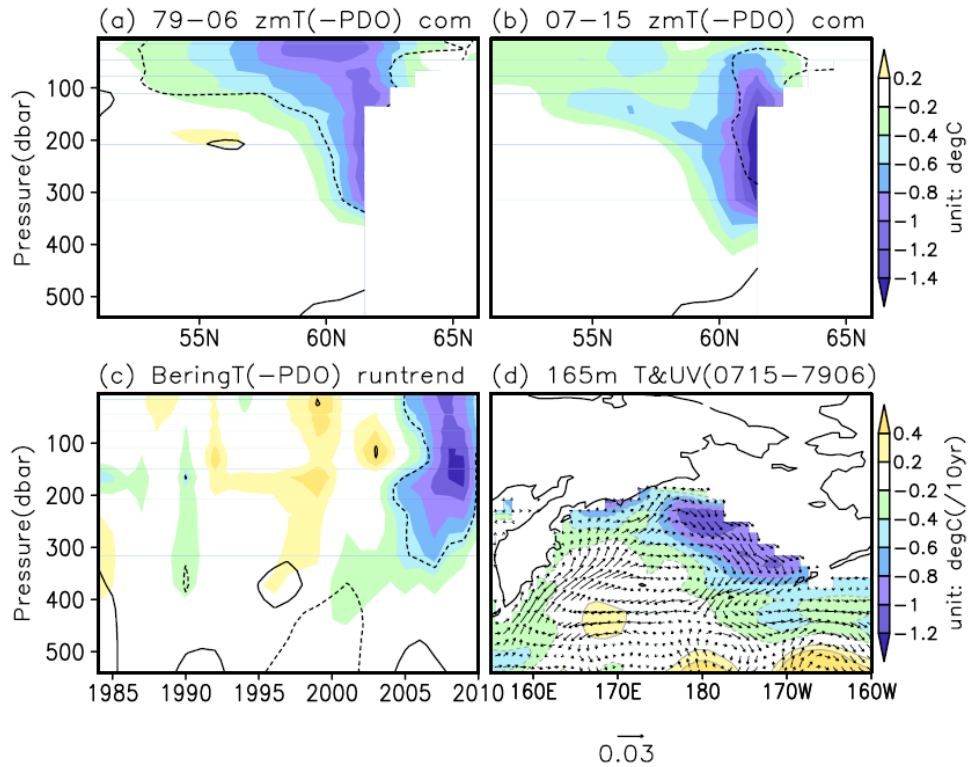 (a) 79-06 zmT(-PDO) com
(b) 07-15 zmT(-PDO) com
Pressure(dbar)
100
200
300
400
500
55N
60N
65N
55N
60N
65N
0.2
-0.2
-0.4
-0.6
-0.8
-1
-1.2
-1.4
unit: degC
(c) BeringT(-PDO) runtrend
(d) 165m T&UV(0715-7906)
Pressure(dbar)
100
200
300
400
500
1985
1990
1995
2000
2005
2010
160E
170E
180
170W
160W
0.4
0.2
-0.2
-0.4
-0.6
-0.8
-1
-1.2
unit: degC(/10yr)
0.03